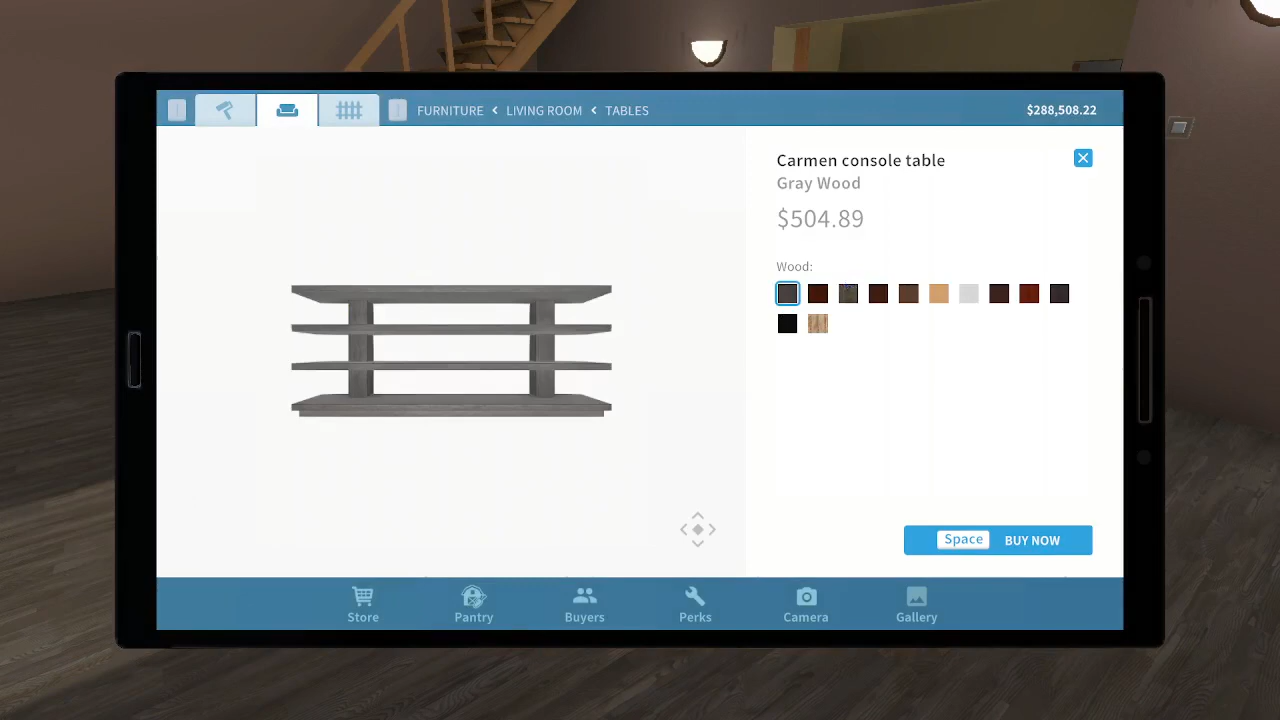 FURNITURE < LIVING ROOM < TABLES
$288,508.22
Carmen console table
Gray Wood
$504.89
Wood:
Space BUY NOW
Store Pantry Buyers Perks Camera Gallery